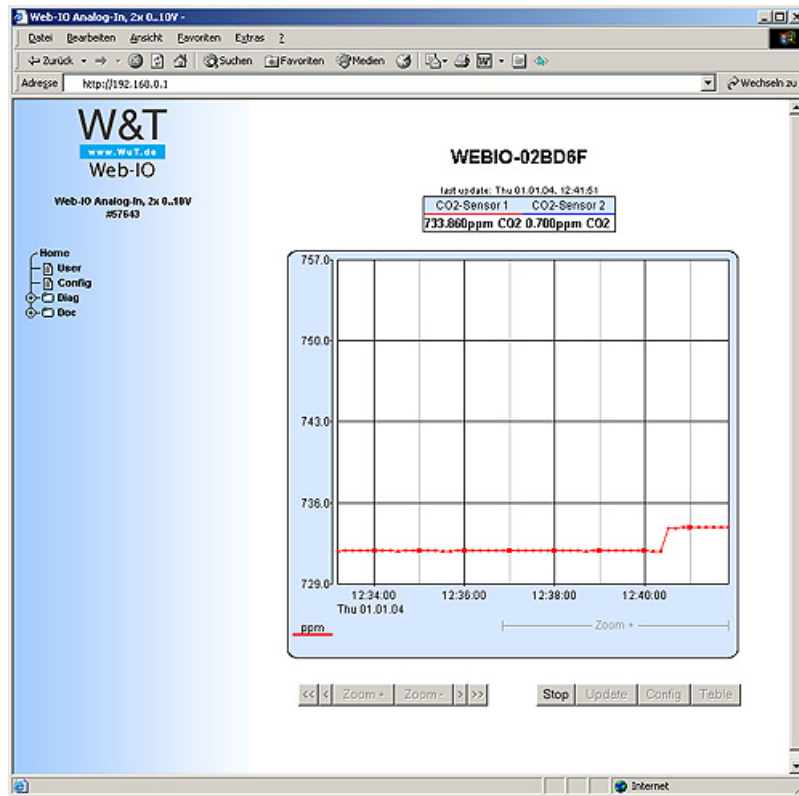 Web-IO Analog-In, 2x 0..10V -
Datei Bearbeiten Ansicht Favoriten Extras ?
Zurück Suchen Favoriten Medien
Adresse http://192.168.0.1 Wechseln zu
W&T
www.WuT.de
Web-IO
Web-IO Analog-In, 2x 0..10V
#57643
Home
User
Config
Diag
Doc
WEBIO-02BD6F
last update: Thu 01.01.04, 12:41:51
CO2-Sensor 1 CO2-Sensor 2
733.860ppm CO2 0.700ppm CO2
757.0
750.0
743.0
736.0
729.0
12:34:00 12:36:00 12:38:00 12:40:00
Thu 01.01.04
ppm
Zoom +
<< < Zoom + Zoom - > >> Stop Update Config Table
Internet